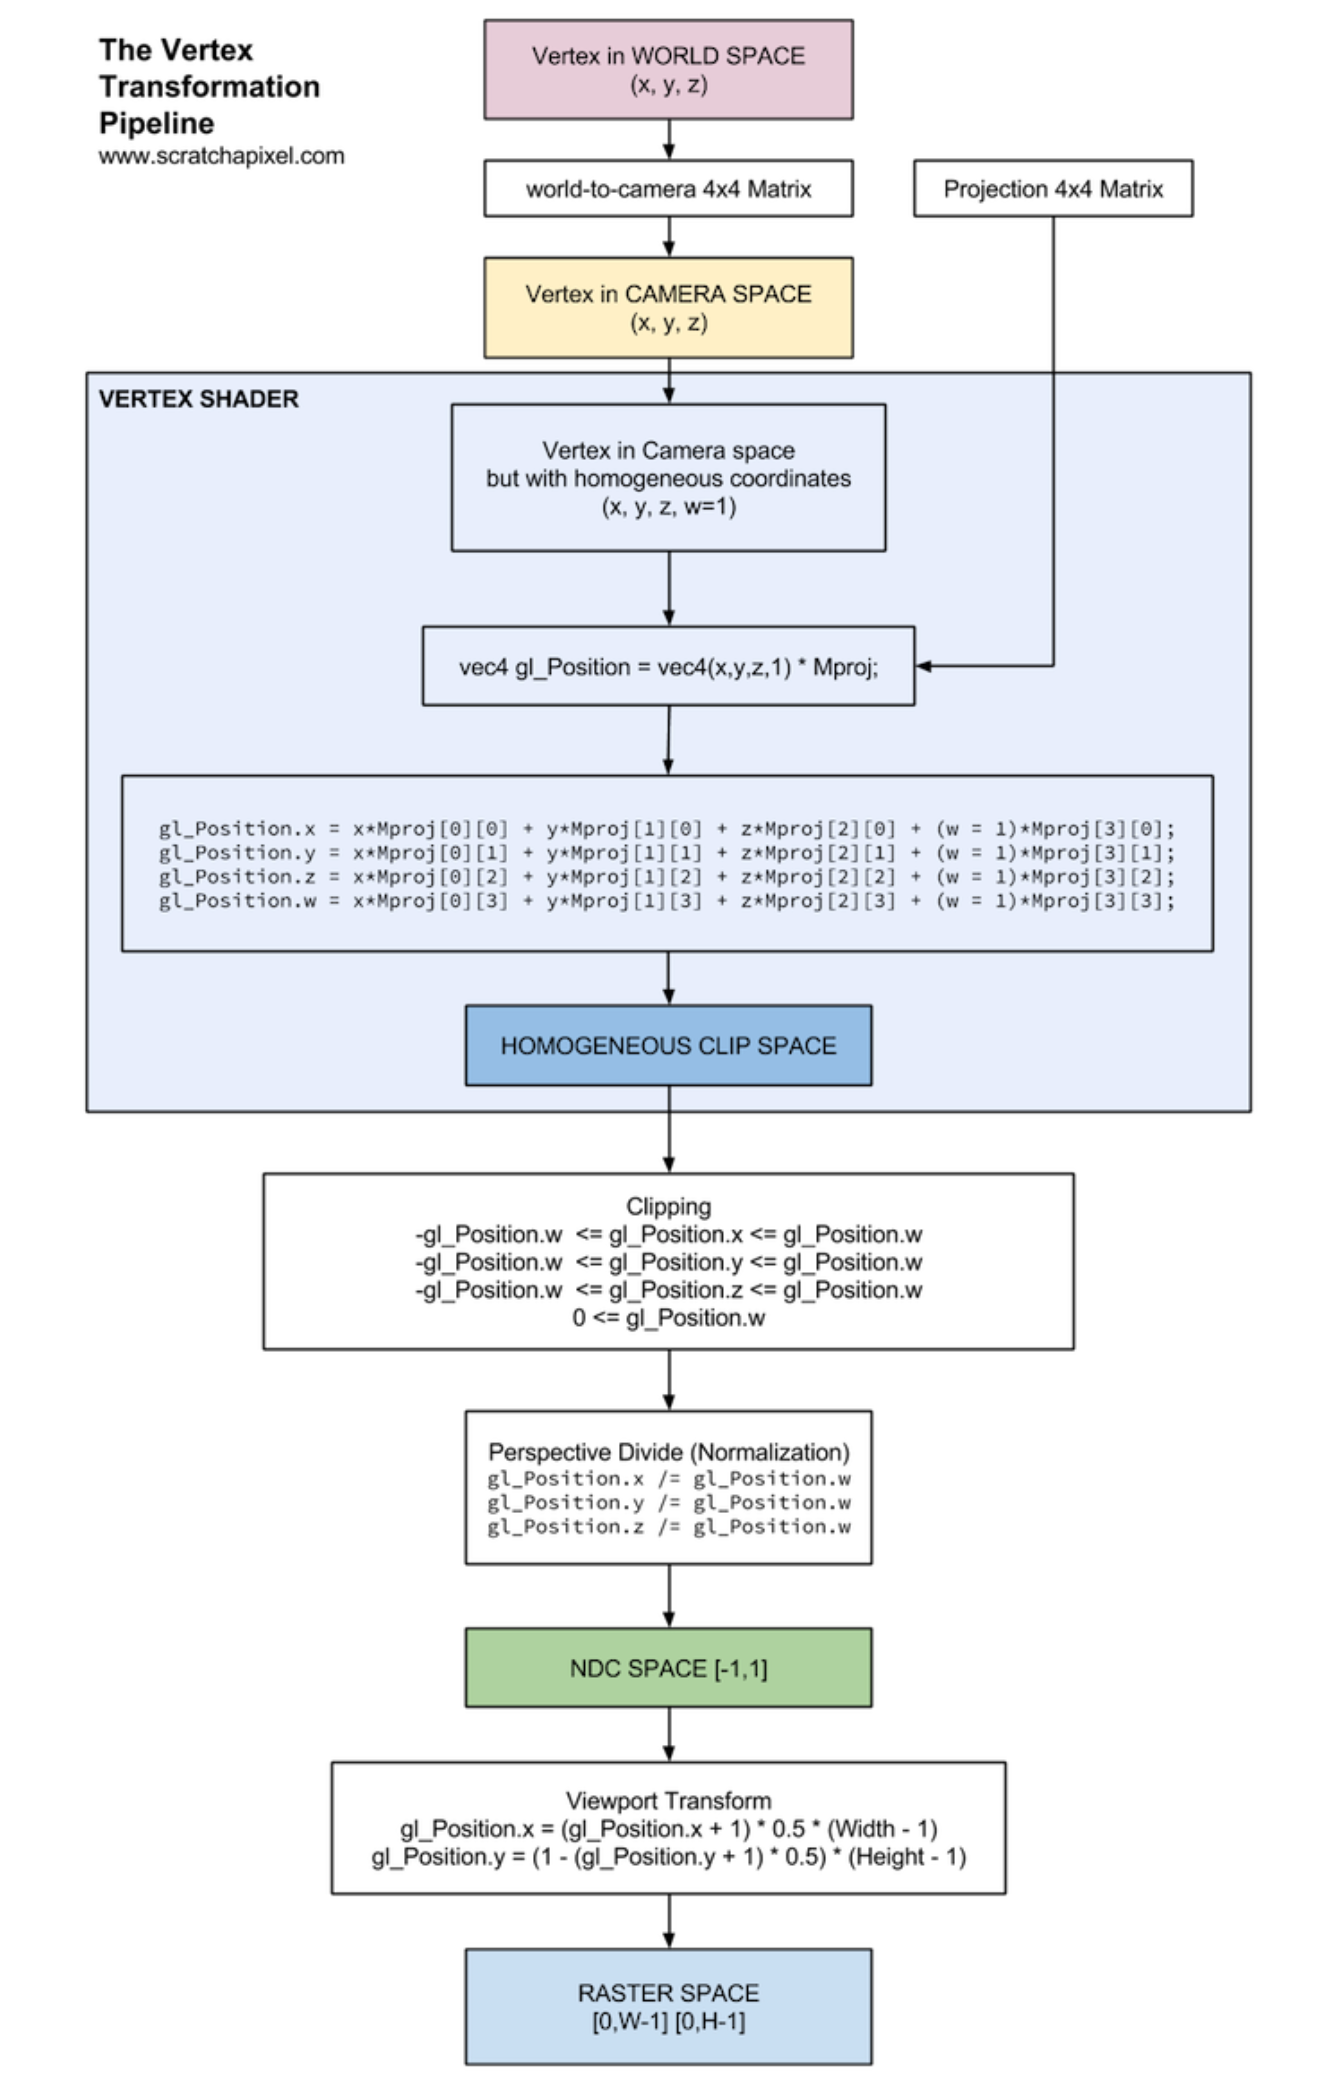 The Vertex
Transformation
Pipeline
www.scratchapixel.com
Vertex in WORLD SPACE
(x, y, z)
world-to-camera 4x4 Matrix
Projection 4x4 Matrix
Vertex in CAMERA SPACE
(x, y, z)
VERTEX SHADER
Vertex in Camera space
but with homogeneous coordinates
(x, y, z, w=1)
vec4 gl_Position = vec4(x,y,z,1) * Mproj;
gl_Position.x = x*Mproj[0][0] + y*Mproj[1][0] + z*Mproj[2][0] + (w = 1)*Mproj[3][0];
gl_Position.y = x*Mproj[0][1] + y*Mproj[1][1] + z*Mproj[2][1] + (w = 1)*Mproj[3][1];
gl_Position.z = x*Mproj[0][2] + y*Mproj[1][2] + z*Mproj[2][2] + (w = 1)*Mproj[3][2];
gl_Position.w = x*Mproj[0][3] + y*Mproj[1][3] + z*Mproj[2][3] + (w = 1)*Mproj[3][3];
HOMOGENEOUS CLIP SPACE
Clipping
-gl_Position.w <= gl_Position.x <= gl_Position.w
-gl_Position.w <= gl_Position.y <= gl_Position.w
-gl_Position.w <= gl_Position.z <= gl_Position.w
0 <= gl_Position.w
Perspective Divide (Normalization)
gl_Position.x /= gl_Position.w
gl_Position.y /= gl_Position.w
gl_Position.z /= gl_Position.w
NDC SPACE [-1,1]
Viewport Transform
gl_Position.x = (gl_Position.x + 1) * 0.5 * (Width - 1)
gl_Position.y = (1 - (gl_Position.y + 1) * 0.5) * (Height - 1)
RASTER SPACE
[0,W-1] [0,H-1]